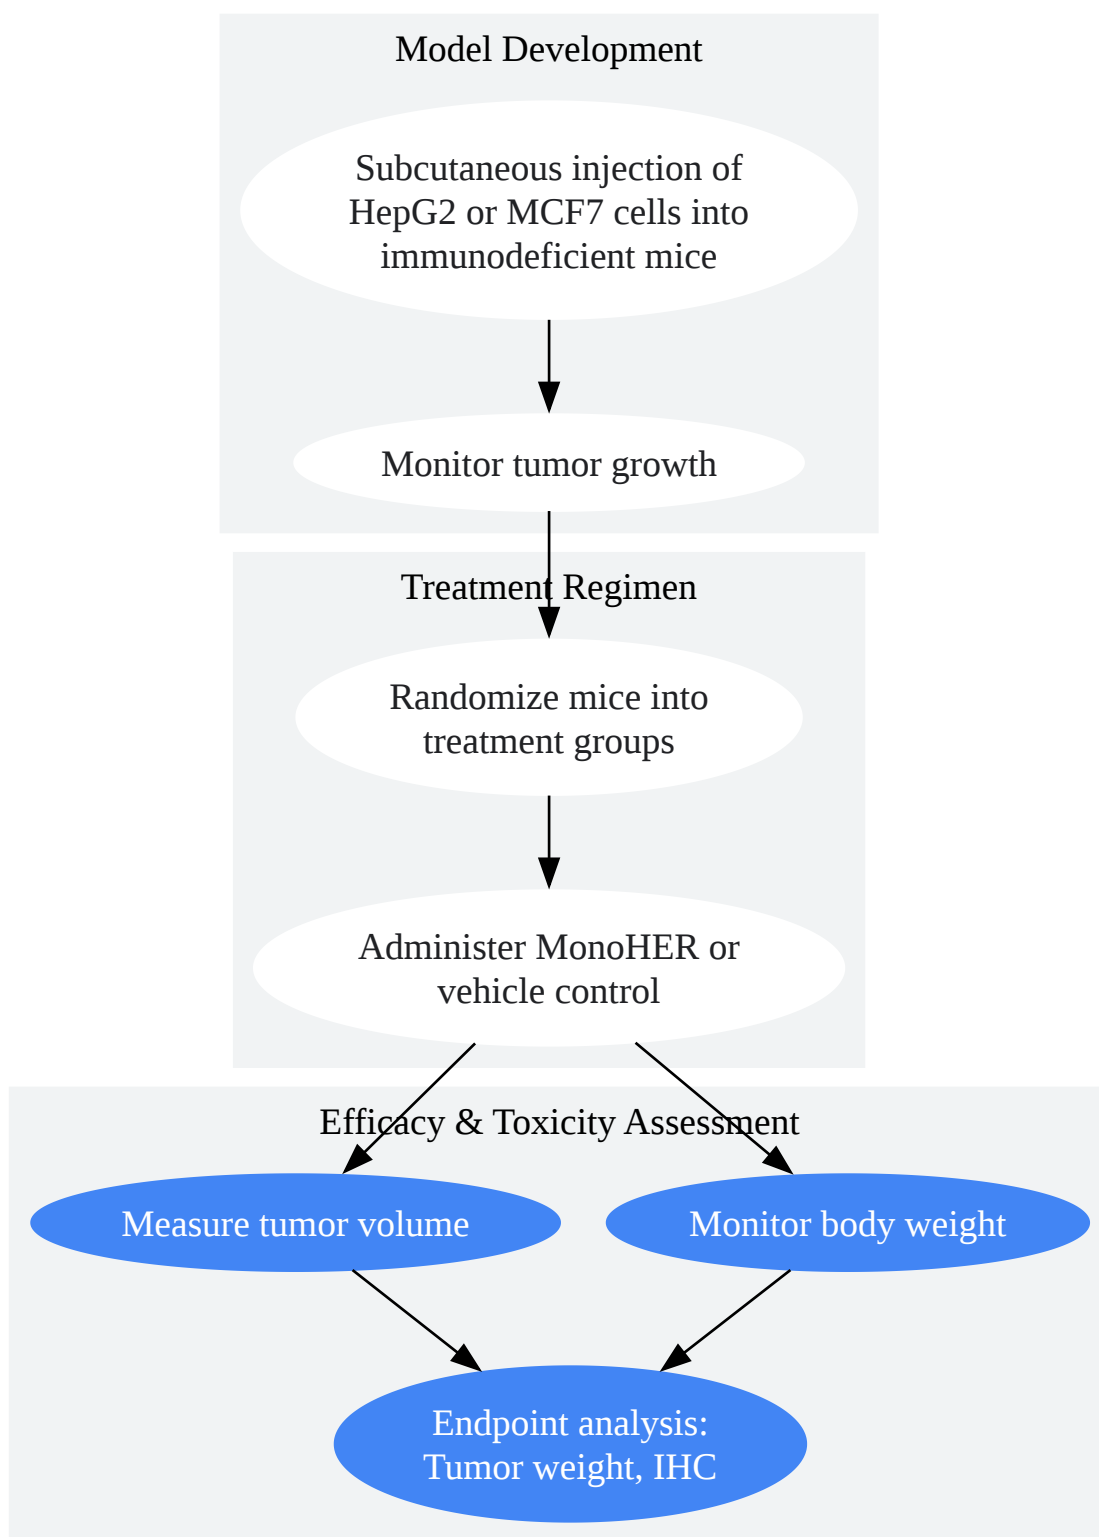 Model Development
Subcutaneous injection of
HepG2 or MCF7 cells into
immunodeficient mice
Monitor tumor growth
Treatment Regimen
Randomize mice into
treatment groups
Administer MonoHER or
vehicle control
Efficacy & Toxicity Assessment
Measure tumor volume
Monitor body weight
Endpoint analysis:
Tumor weight, IHC